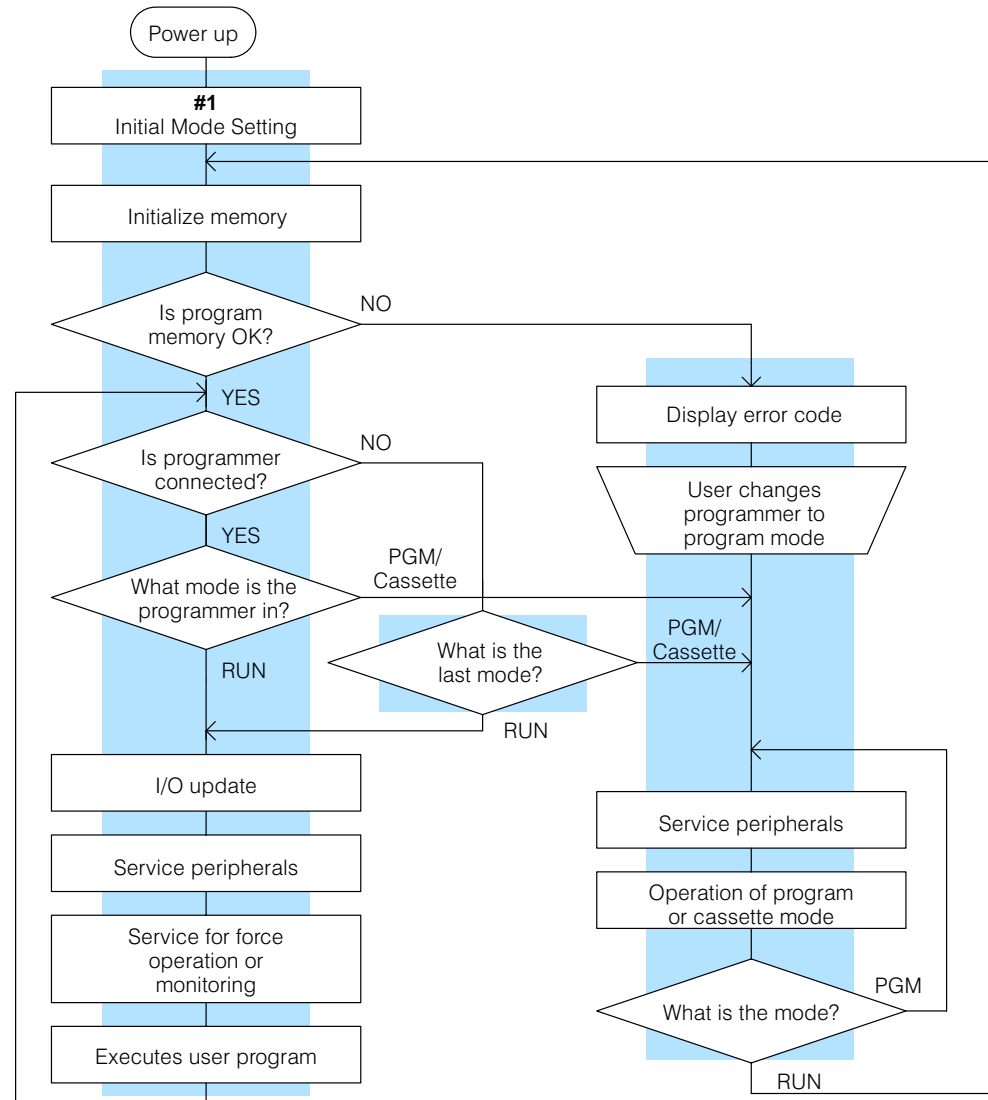 Power up
#1
Initial Mode Setting
Initialize memory
Is program
memory OK?
NO
YES
Is programmer
connected?
NO
YES
What mode is the
programmer in?
PGM/
Cassette
RUN
What is the
last mode?
PGM/
Cassette
RUN
I/O update
Service peripherals
Service for force
operation or
monitoring
Executes user program
Display error code
User changes
programmer to
program mode
Service peripherals
Operation of program
or cassette mode
What is the mode?
PGM
RUN